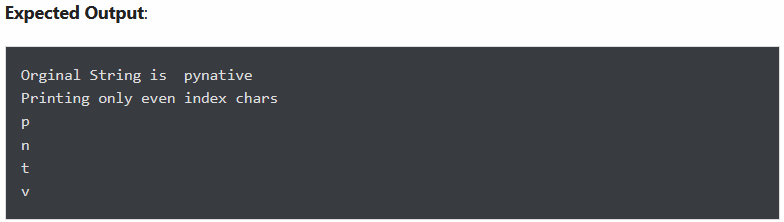 Expected Output:
Orginal String is  pynative
Printing only even index chars
p
n
t
v